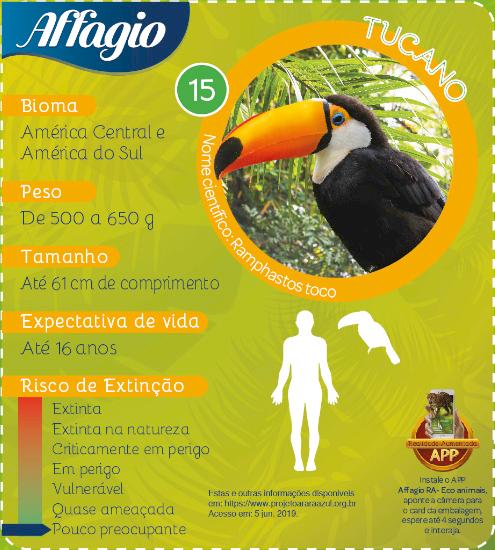 Affagio
TUCANO
15
Nome científico: Ramphastos toco
Bioma
América Central e
América do Sul
Peso
De 500 a 650 g
Tamanho
Até 61 cm de comprimento
Expectativa de vida
Até 16 anos
Risco de Extinção
Extinta
Extinta na natureza
Criticamente em perigo
Em perigo
Vulnerável
Quase ameaçada
Pouco preocupante
Estas e outras informações disponíveis
em: https://www.projetoararaazul.org.br
Acesso em: 5 jun. 2019.
Realidade Aumentada
APP
Instale o APP
Affagio RA- Eco animais,
aponte a câmera para
o card da embalagem,
espere até 4 segundos
e interaja.